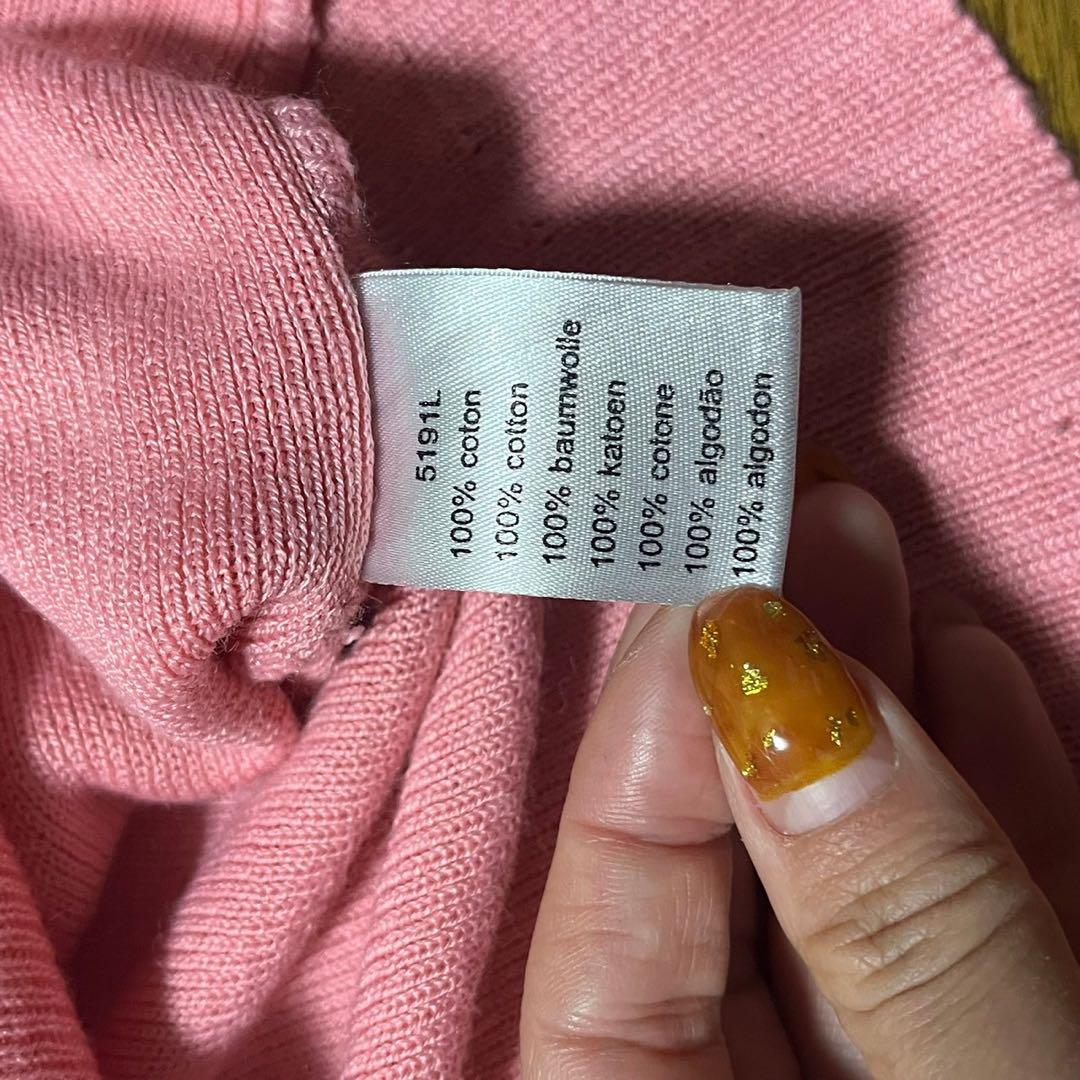 5191L
100% coton
100% cotton
100% baumwolle
100% katoen
100% cotone
100% algodão
100% algodon